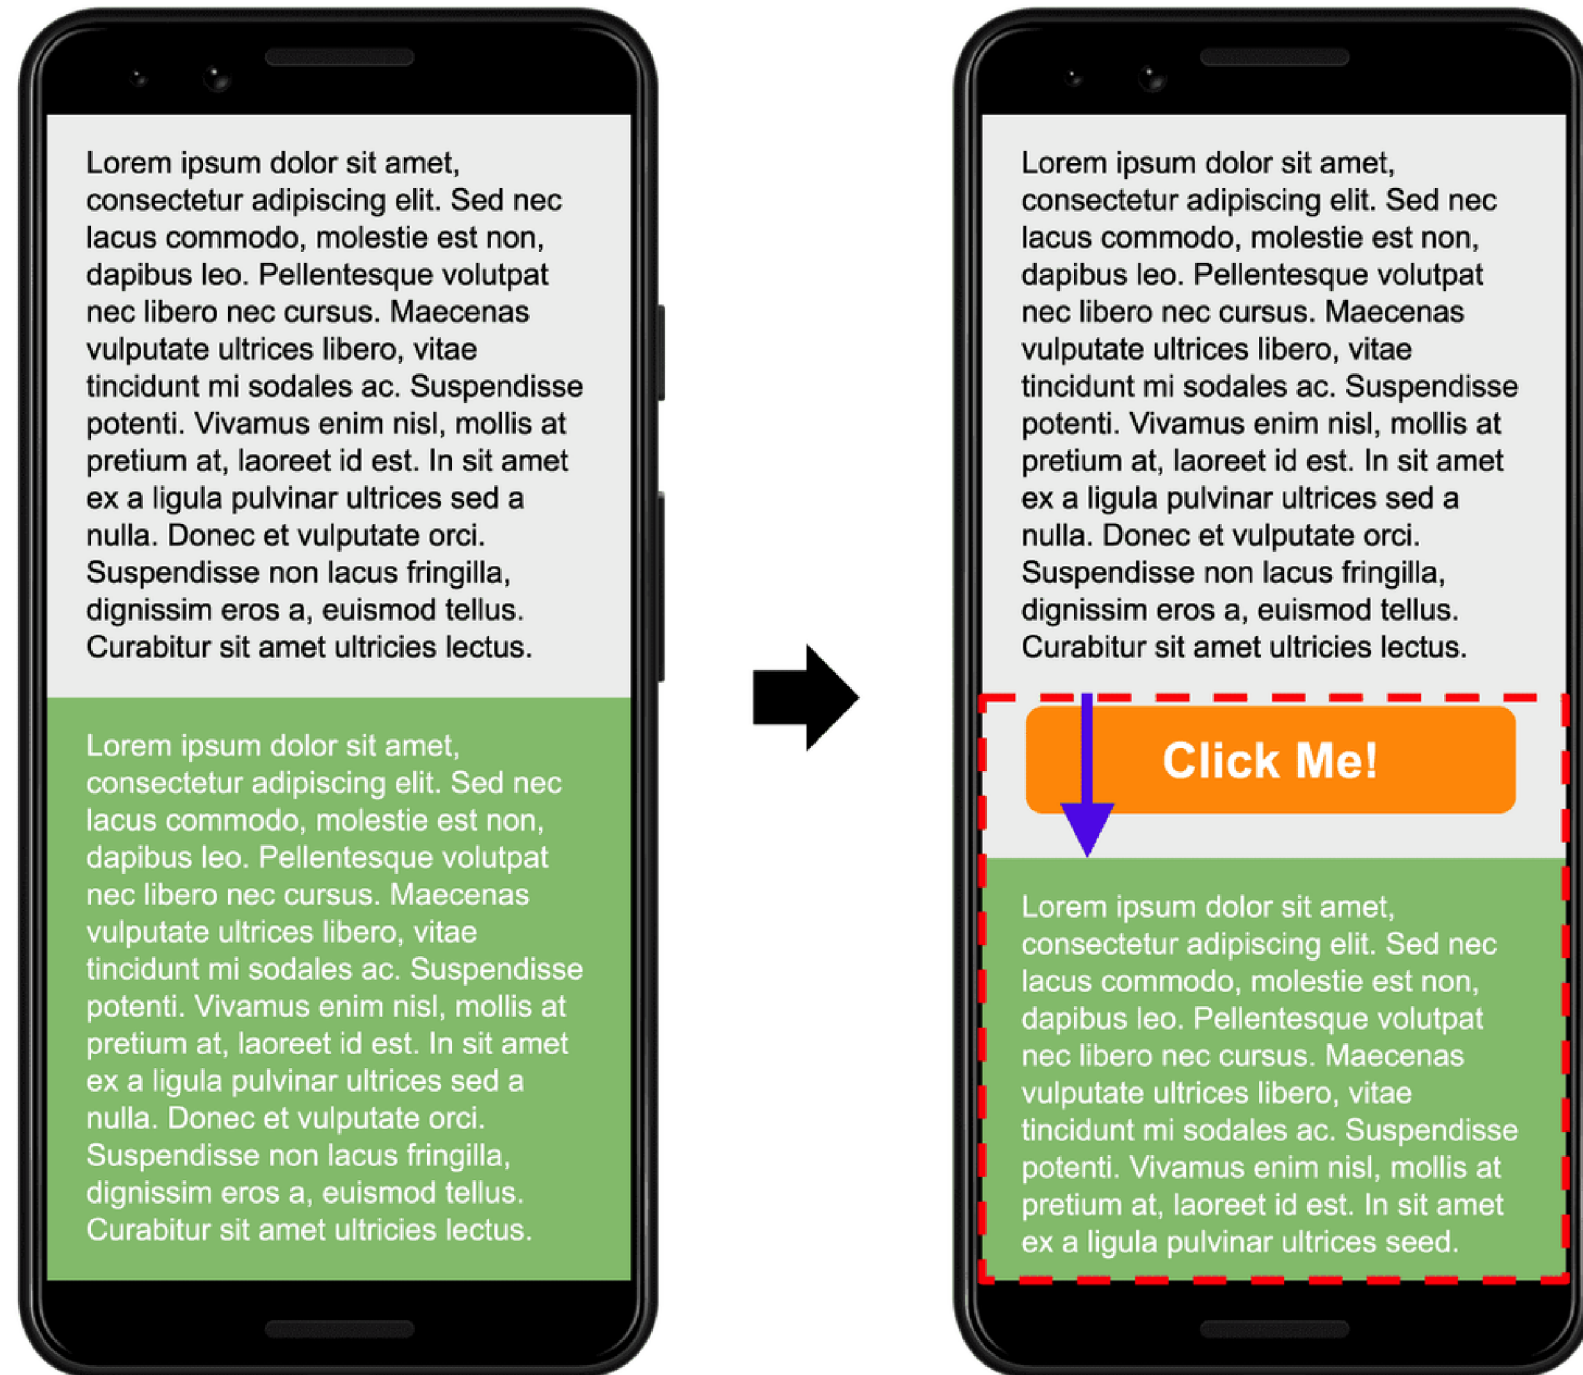 Lorem ipsum dolor sit amet,
consectetur adipiscing elit. Sed nec
lacus commodo, molestie est non,
dapibus leo. Pellentesque volutpat
nec libero nec cursus. Maecenas
vulputate ultrices libero, vitae
tincidunt mi sodales ac. Suspendisse
potenti. Vivamus enim nisl, mollis at
pretium at, laoreet id est. In sit amet
ex a ligula pulvinar ultrices sed a
nulla. Donec et vulputate orci.
Suspendisse non lacus fringilla,
dignissim eros a, euismod tellus.
Curabitur sit amet ultricies lectus.
Lorem ipsum dolor sit amet,
consectetur adipiscing elit. Sed nec
lacus commodo, molestie est non,
dapibus leo. Pellentesque volutpat
nec libero nec cursus. Maecenas
vulputate ultrices libero, vitae
tincidunt mi sodales ac. Suspendisse
potenti. Vivamus enim nisl, mollis at
pretium at, laoreet id est. In sit amet
ex a ligula pulvinar ultrices sed a
nulla. Donec et vulputate orci.
Suspendisse non lacus fringilla,
dignissim eros a, euismod tellus.
Curabitur sit amet ultricies lectus.
Lorem ipsum dolor sit amet,
consectetur adipiscing elit. Sed nec
lacus commodo, molestie est non,
dapibus leo. Pellentesque volutpat
nec libero nec cursus. Maecenas
vulputate ultrices libero, vitae
tincidunt mi sodales ac. Suspendisse
potenti. Vivamus enim nisl, mollis at
pretium at, laoreet id est. In sit amet
ex a ligula pulvinar ultrices sed a
nulla. Donec et vulputate orci.
Suspendisse non lacus fringilla,
dignissim eros a, euismod tellus.
Curabitur sit amet ultricies lectus.
Click Me!
Lorem ipsum dolor sit amet,
consectetur adipiscing elit. Sed nec
lacus commodo, molestie est non,
dapibus leo. Pellentesque volutpat
nec libero nec cursus. Maecenas
vulputate ultrices libero, vitae
tincidunt mi sodales ac. Suspendisse
potenti. Vivamus enim nisl, mollis at
pretium at, laoreet id est. In sit amet
ex a ligula pulvinar ultrices seed.